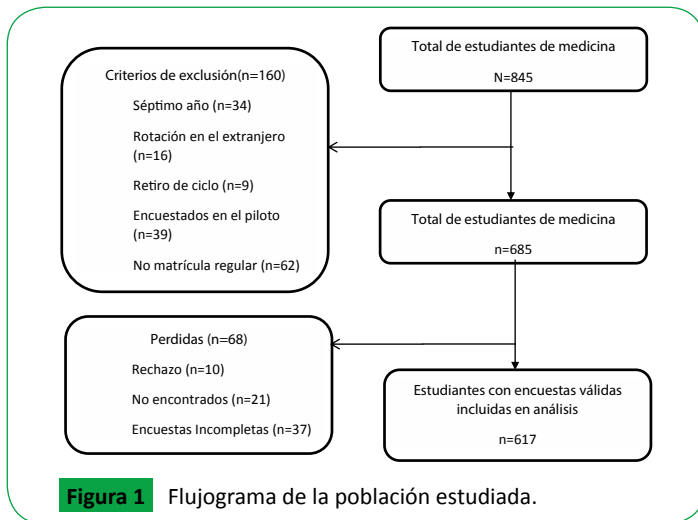 Total de estudiantes de medicina
N=845
Criterios de exclusión(n=160)
Séptimo año (n=34)
Rotación en el extranjero
(n=16)
Retiro de ciclo (n=9)
Encuestados en el piloto
(n=39)
No matrícula regular (n=62)
Total de estudiantes de medicina
n=685
Perdidas (n=68)
Rechazo (n=10)
No encontrados (n=21)
Encuestas Incompletas (n=37)
Estudiantes con encuestas válidas
incluidas en análisis
n=617
Figura 1 Flujograma de la población estudiada.